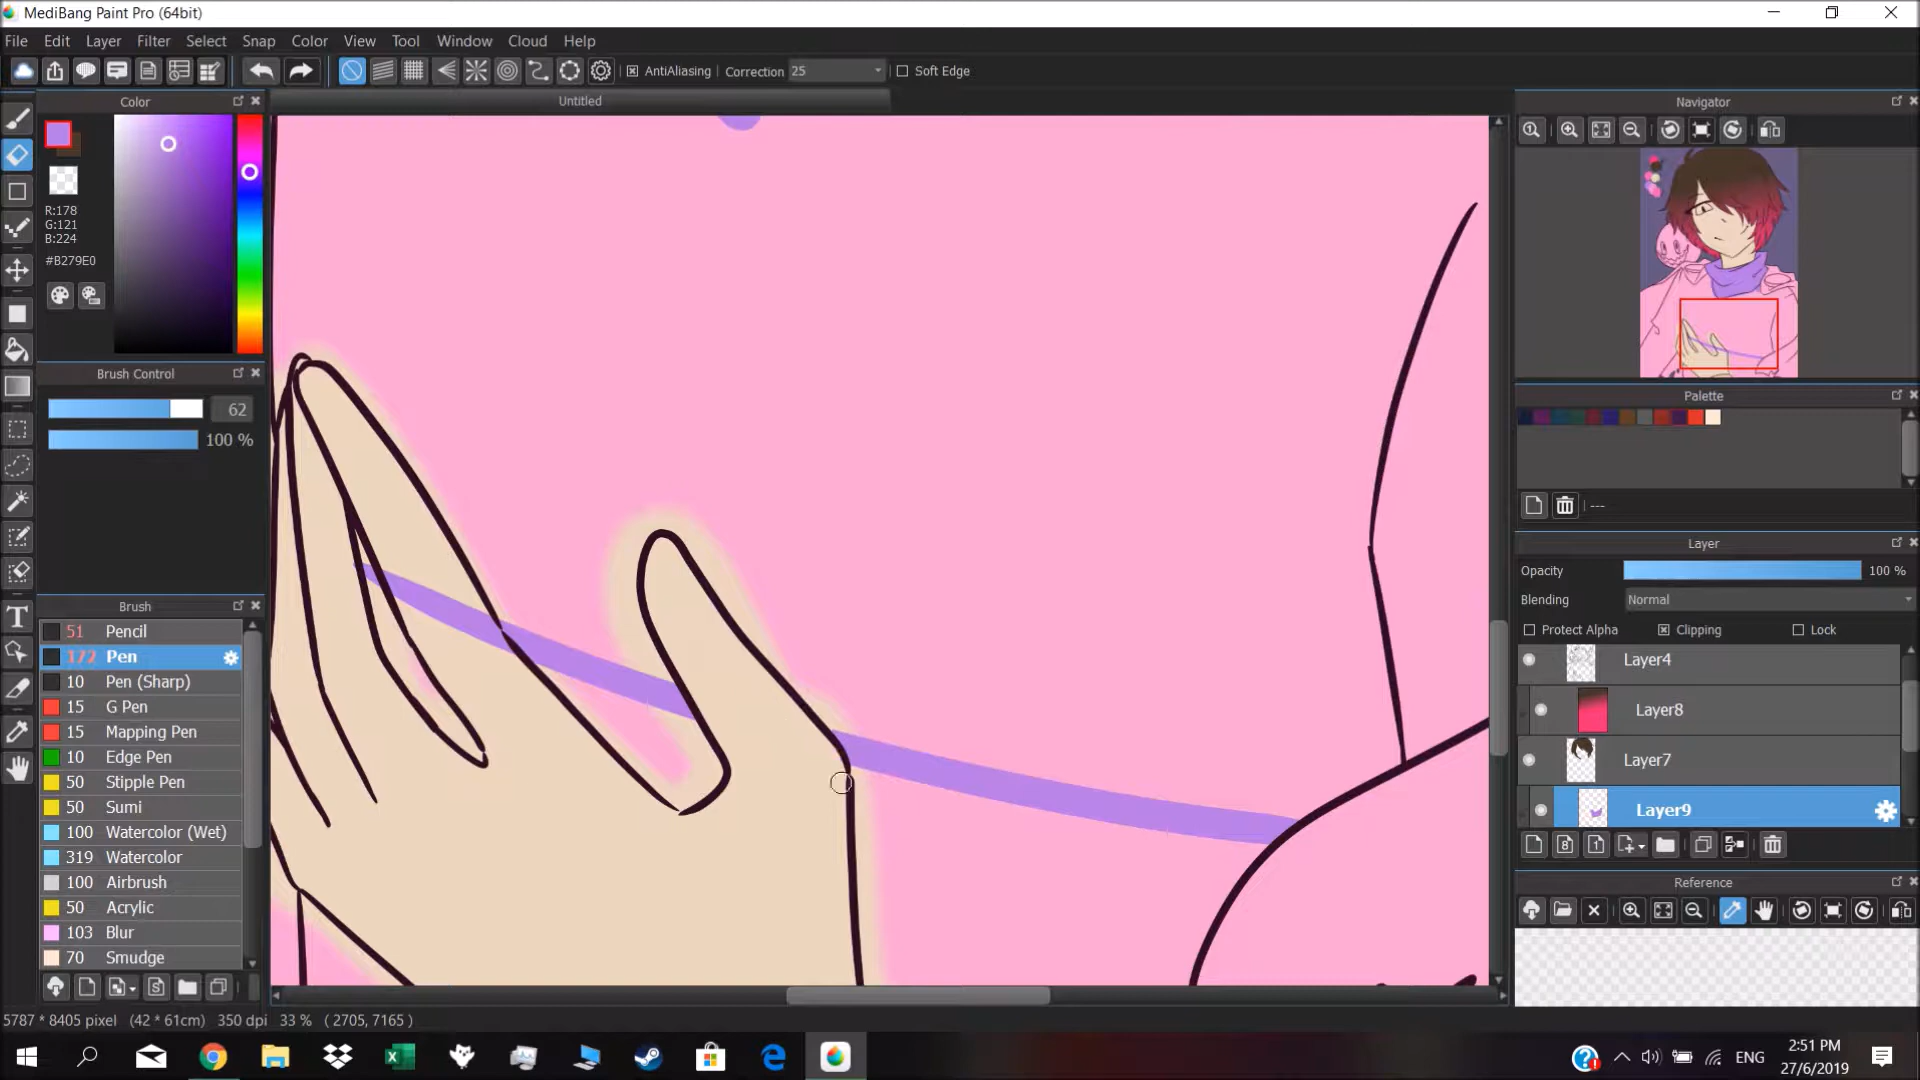 MediBang Paint Pro (64bit)
File Edit Layer Filter Select Snap Color View Tool Window Cloud Help
AntiAliasing Correction 25 Soft Edge
Color
Untitled
Navigator
R:178
G:121
B:224
#B279E0
Brush Control
62
100 %
Palette
---
Layer
Opacity 100 %
Blending Normal
Protect Alpha Clipping Lock
Layer4
Layer8
Layer7
Layer9
Brush
51 Pencil
172 Pen
10 Pen (Sharp)
15 G Pen
15 Mapping Pen
10 Edge Pen
50 Stipple Pen
50 Sumi
100 Watercolor (Wet)
319 Watercolor
100 Airbrush
50 Acrylic
103 Blur
70 Smudge
Reference
5787 * 8405 pixel (42 * 61cm) 350 dpi 33 % ( 2705, 7165 )
ENG
2:51 PM
27/6/2019